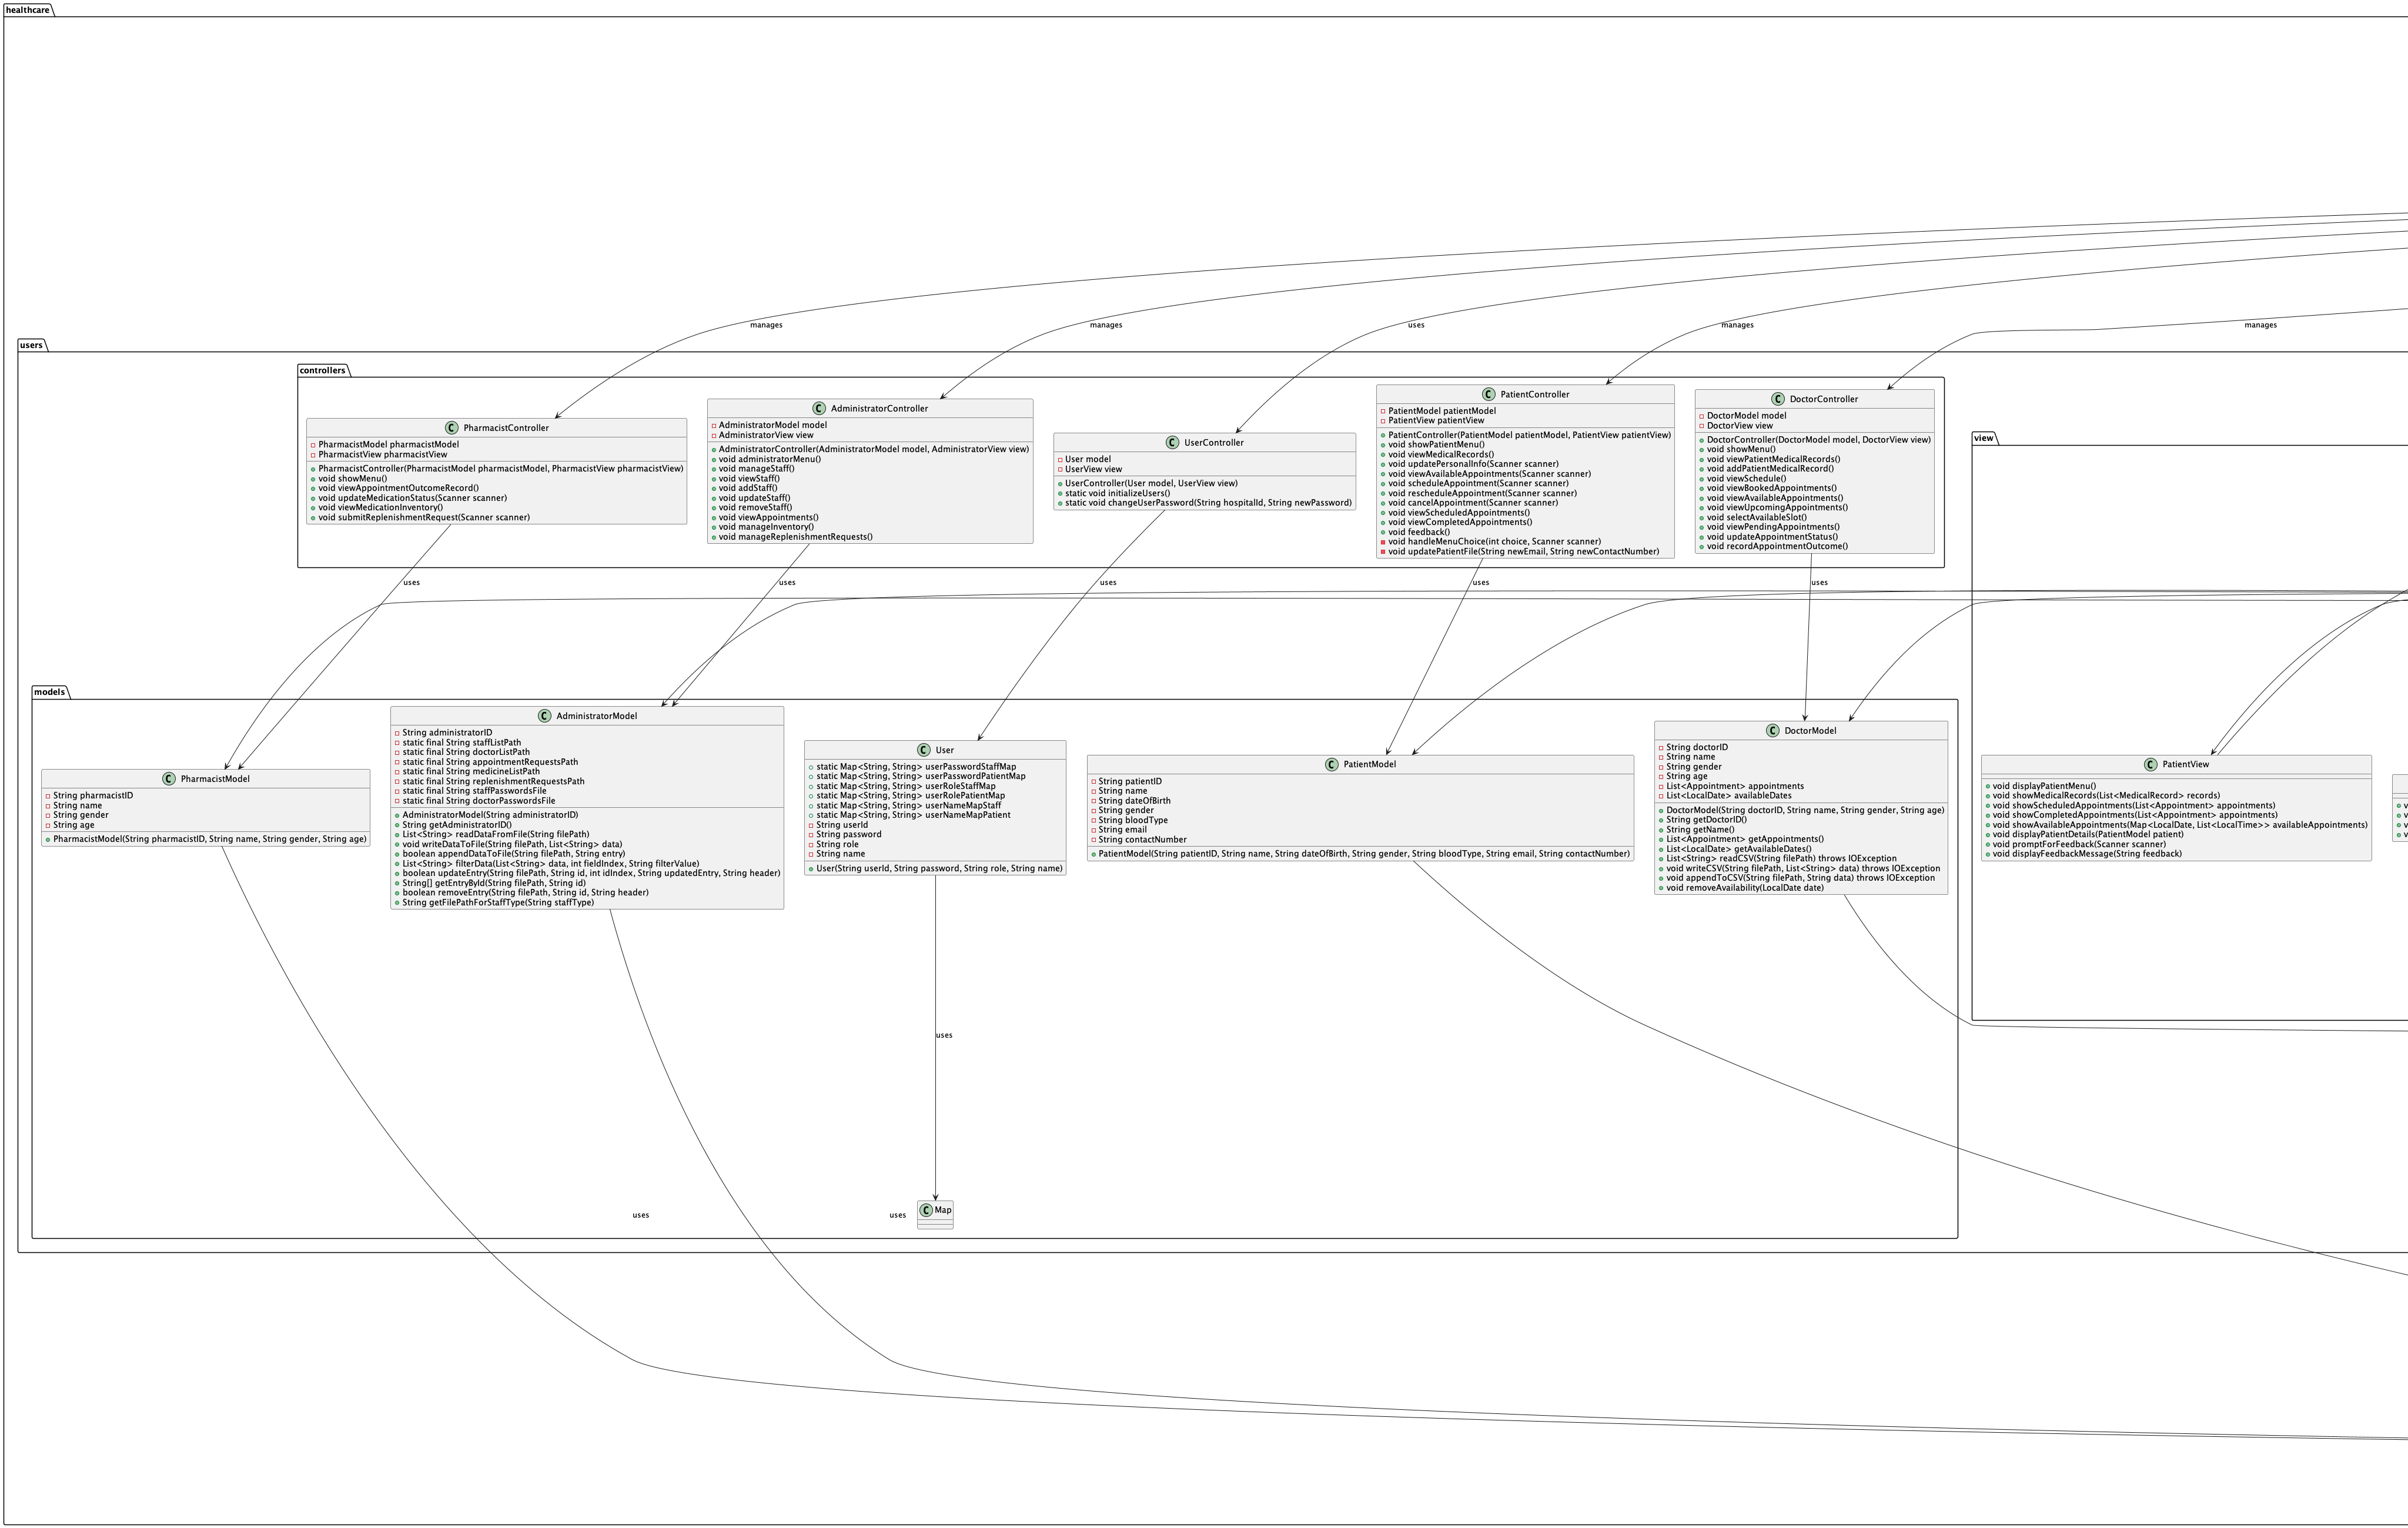 healthcare
manages
manages
uses
manages
manages
users
controllers
PharmacistController
PharmacistModel pharmacistModel
PharmacistView pharmacistView
PharmacistController(PharmacistModel pharmacistModel, PharmacistView pharmacistView)
void showMenu()
void viewAppointmentOutcomeRecord()
void updateMedicationStatus(Scanner scanner)
void viewMedicationInventory()
void submitReplenishmentRequest(Scanner scanner)
AdministratorController
AdministratorModel model
AdministratorView view
AdministratorController(AdministratorModel model, AdministratorView view)
void administratorMenu()
void manageStaff()
void viewStaff()
void addStaff()
void updateStaff()
void removeStaff()
void viewAppointments()
void manageInventory()
void manageReplenishmentRequests()
UserController
User model
UserView view
UserController(User model, UserView view)
static void initializeUsers()
static void changeUserPassword(String hospitalId, String newPassword)
PatientController
PatientModel patientModel
PatientView patientView
PatientController(PatientModel patientModel, PatientView patientView)
void showPatientMenu()
void viewMedicalRecords()
void updatePersonalInfo(Scanner scanner)
void viewAvailableAppointments(Scanner scanner)
void scheduleAppointment(Scanner scanner)
void rescheduleAppointment(Scanner scanner)
void cancelAppointment(Scanner scanner)
void viewScheduledAppointments()
void viewCompletedAppointments()
void feedback()
void handleMenuChoice(int choice, Scanner scanner)
void updatePatientFile(String newEmail, String newContactNumber)
DoctorController
DoctorModel model
DoctorView view
DoctorController(DoctorModel model, DoctorView view)
void showMenu()
void viewPatientMedicalRecords()
void addPatientMedicalRecord()
void viewSchedule()
void viewBookedAppointments()
void viewAvailableAppointments()
void viewUpcomingAppointments()
void selectAvailableSlot()
void viewPendingAppointments()
void updateAppointmentStatus()
void recordAppointmentOutcome()
view
uses
uses
uses
uses
uses
models
PharmacistModel
String pharmacistID
String name
String gender
String age
PharmacistModel(String pharmacistID, String name, String gender, String age)
AdministratorModel
String administratorID
static final String staffListPath
static final String doctorListPath
static final String appointmentRequestsPath
static final String medicineListPath
static final String replenishmentRequestsPath
static final String staffPasswordsFile
static final String doctorPasswordsFile
AdministratorModel(String administratorID)
String getAdministratorID()
List<String> readDataFromFile(String filePath)
void writeDataToFile(String filePath, List<String> data)
boolean appendDataToFile(String filePath, String entry)
List<String> filterData(List<String> data, int fieldIndex, String filterValue)
boolean updateEntry(String filePath, String id, int idIndex, String updatedEntry, String header)
String[] getEntryById(String filePath, String id)
boolean removeEntry(String filePath, String id, String header)
String getFilePathForStaffType(String staffType)
User
static Map<String, String> userPasswordStaffMap
static Map<String, String> userPasswordPatientMap
static Map<String, String> userRoleStaffMap
static Map<String, String> userRolePatientMap
static Map<String, String> userNameMapStaff
static Map<String, String> userNameMapPatient
String userId
String password
String role
String name
User(String userId, String password, String role, String name)
PatientModel
String patientID
String name
String dateOfBirth
String gender
String bloodType
String email
String contactNumber
PatientModel(String patientID, String name, String dateOfBirth, String gender, String bloodType, String email, String contactNumber)
DoctorModel
String doctorID
String name
String gender
String age
List<Appointment> appointments
List<LocalDate> availableDates
DoctorModel(String doctorID, String name, String gender, String age)
String getDoctorID()
String getName()
List<Appointment> getAppointments()
List<LocalDate> getAvailableDates()
List<String> readCSV(String filePath) throws IOException
void writeCSV(String filePath, List<String> data) throws IOException
void appendToCSV(String filePath, String data) throws IOException
void removeAvailability(LocalDate date)
PatientView
void displayPatientMenu()
void showMedicalRecords(List<MedicalRecord> records)
void showScheduledAppointments(List<Appointment> appointments)
void showCompletedAppointments(List<Appointment> appointments)
void showAvailableAppointments(Map<LocalDate, List<LocalTime>> availableAppointments)
void displayPatientDetails(PatientModel patient)
void promptForFeedback(Scanner scanner)
void displayFeedbackMessage(String feedback)
uses
Map
uses
uses